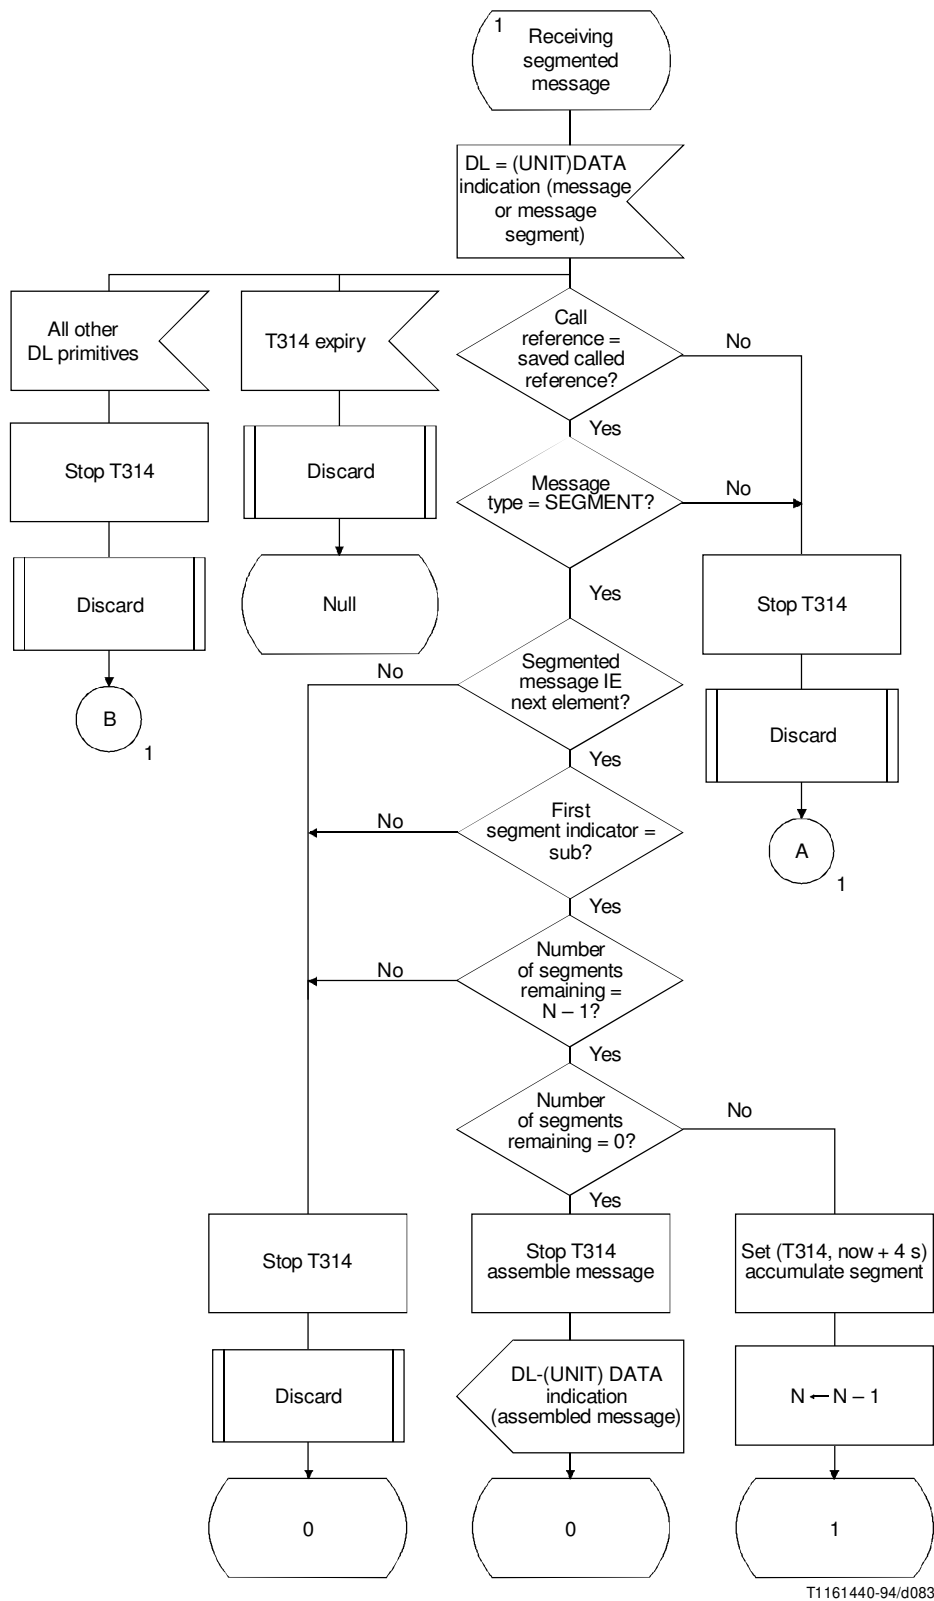 1
Receiving
segmented
message
DL = (UNIT)DATA
indication (message
or message
segment)
All other
DL primitives
T314 expiry
Call
reference =
saved called
reference?
No
Yes
Stop T314
Discard
Message
type = SEGMENT?
No
Yes
Discard
Null
Stop T314
B
1
No
Segmented
message IE
next element?
Yes
Discard
No
First
segment indicator =
sub?
Yes
A
1
No
Number
of segments
remaining =
N – 1?
Yes
Number
of segments
remaining = 0?
No
Yes
Stop T314
Stop T314
assemble message
Set (T314, now + 4 s)
accumulate segment
Discard
DL-(UNIT) DATA
indication
(assembled message)
N ← N – 1
0
0
1
T1161440-94/d083